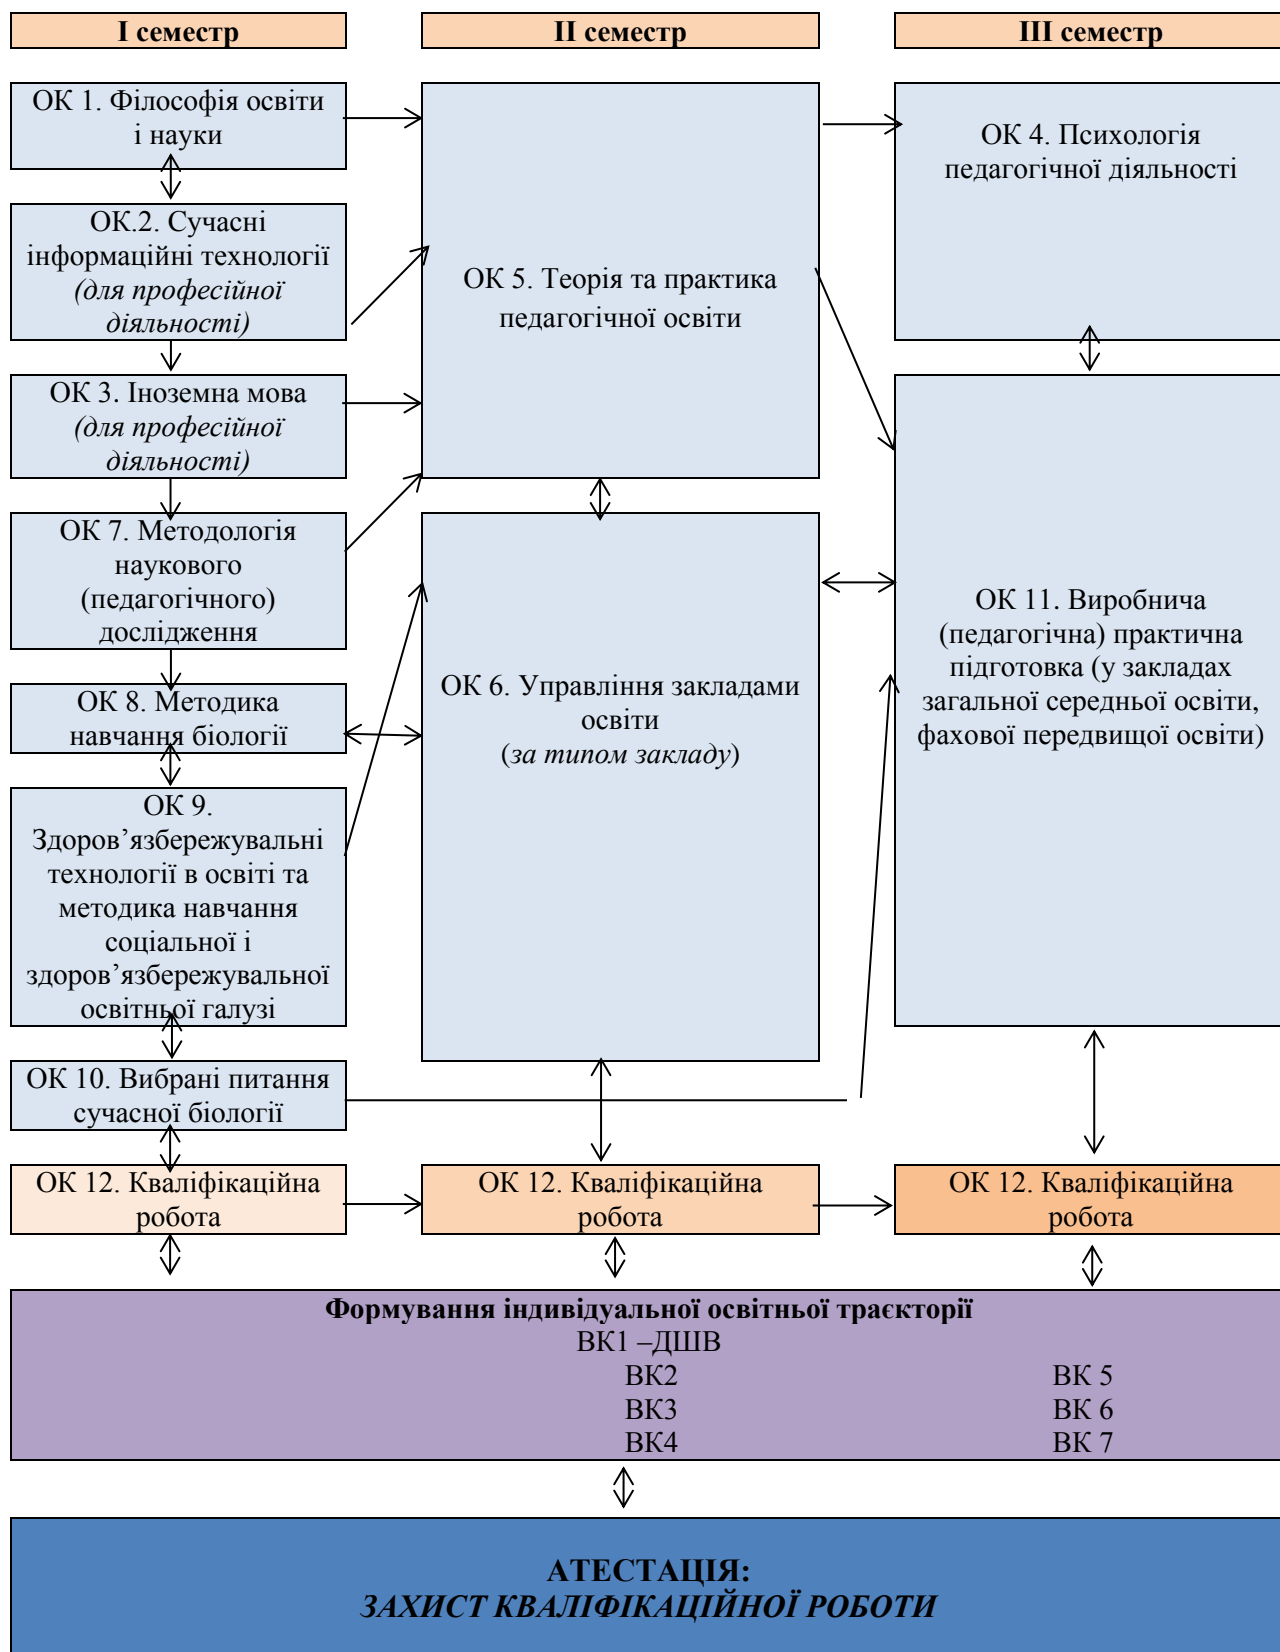 І семестр
ІІ семестр
ІІІ семестр
ОК 1. Філософія освіти
і науки
ОК.2. Сучасні
інформаційні технології
(для професійної
діяльності)
ОК 3. Іноземна мова
(для професійної
діяльності)
ОК 7. Методологія
наукового
(педагогічного)
дослідження
ОК 8. Методика
навчання біології
ОК 9.
Здоров’язбережувальні
технології в освіті та
методика навчання
соціальної і
здоров’язбережувальної
освітньої галузі
ОК 10. Вибрані питання
сучасної біології
ОК 12. Кваліфікаційна
робота
ОК 5. Теорія та практика
педагогічної освіти
ОК 6. Управління закладами
освіти
(за типом закладу)
ОК 12. Кваліфікаційна
робота
ОК 4. Психологія
педагогічної діяльності
ОК 11. Виробнича
(педагогічна) практична
підготовка (у закладах
загальної середньої освіти,
фахової передвищої освіти)
ОК 12. Кваліфікаційна
робота
Формування індивідуальної освітньої траєкторії
ВК1 –ДШВ
ВК2
ВК3
ВК4
ВК 5
ВК 6
ВК 7
АТЕСТАЦІЯ:
ЗАХИСТ КВАЛІФІКАЦІЙНОЇ РОБОТИ